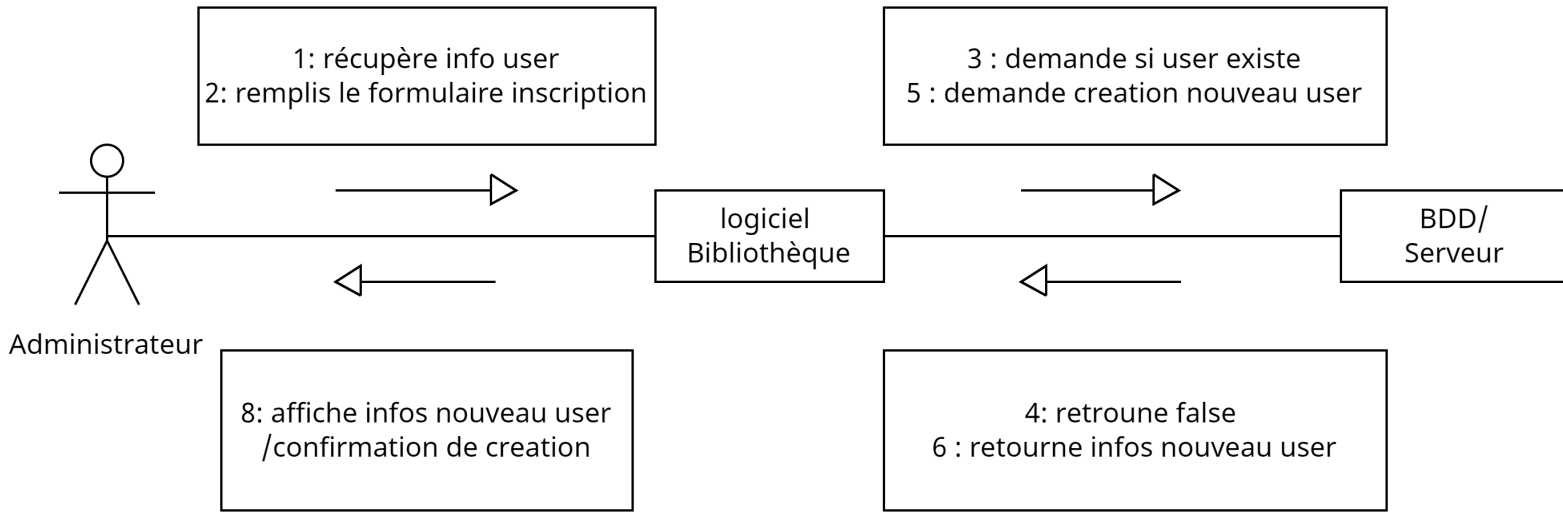 1: récupère info user
2: remplis le formulaire inscription
3 : demande si user existe
5 : demande creation nouveau user
logiciel
Bibliothèque
BDD/
Serveur
Administrateur
8: affiche infos nouveau user
/confirmation de creation
4: retroune false
6 : retourne infos nouveau user